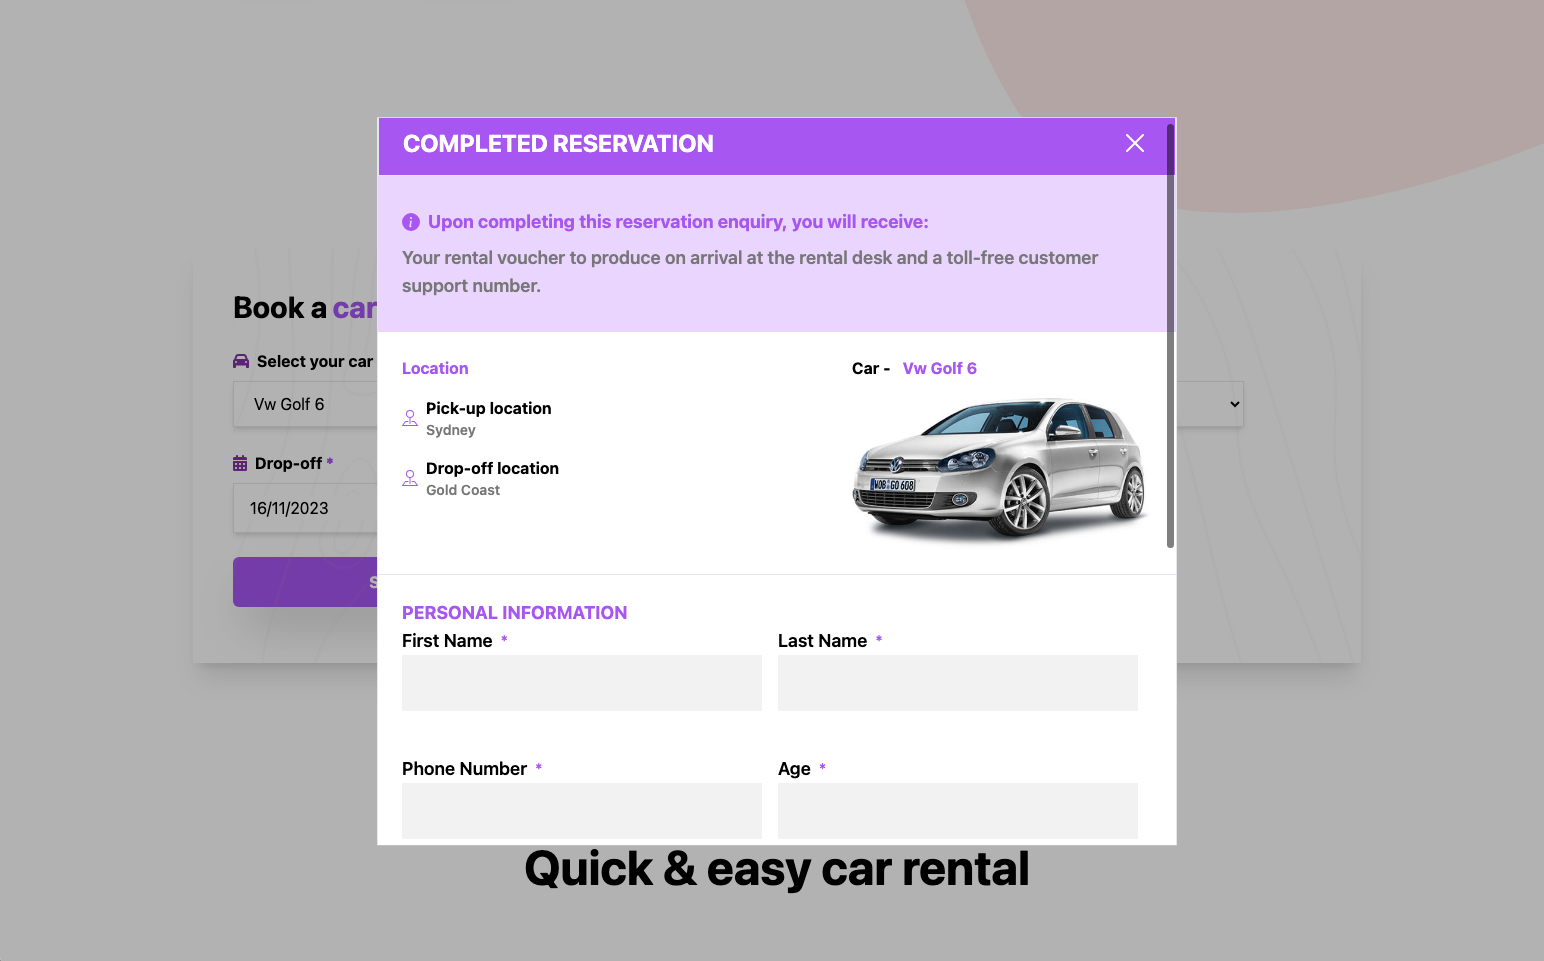 COMPLETED RESERVATION
Upon completing this reservation enquiry, you will receive:
Your rental voucher to produce on arrival at the rental desk and a toll-free customer
support number.
Book a car
Select your car
Vw Golf 6
Drop-off *
16/11/2023
S
Location
Pick-up location
Sydney
Drop-off location
Gold Coast
Car - Vw Golf 6
WOB GO 608
PERSONAL INFORMATION
First Name *
Last Name *
Phone Number *
Age *
Quick & easy car rental